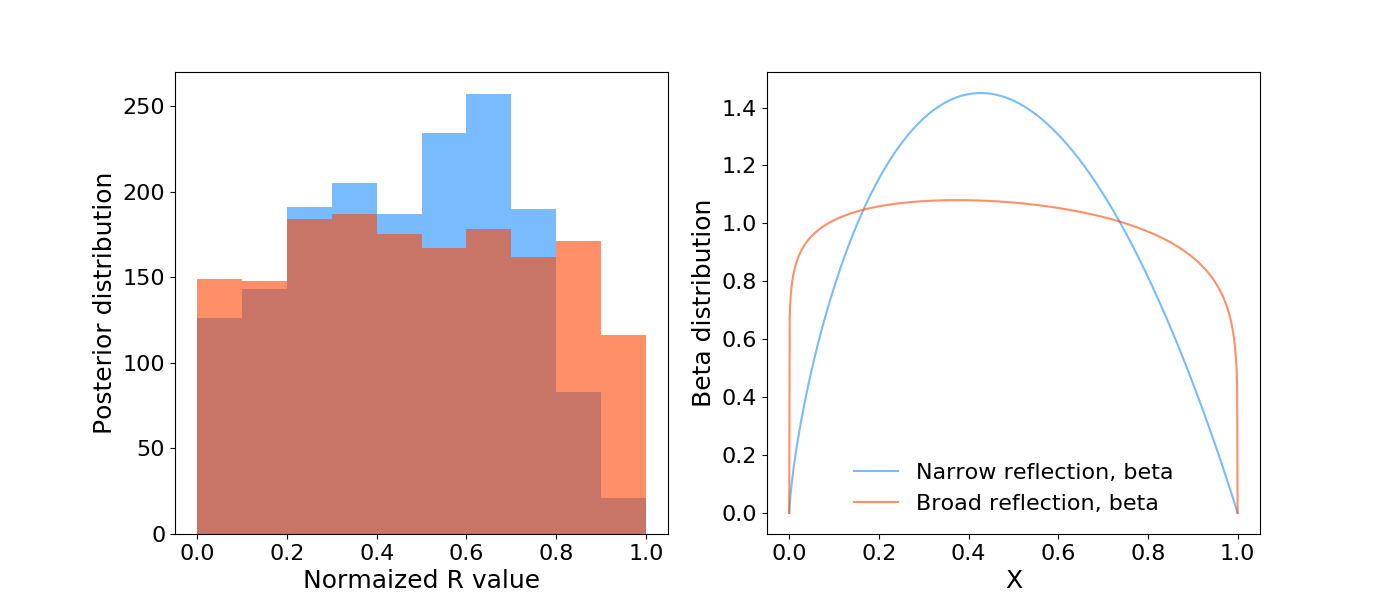 Posterior distribution
250
200
150
100
50
0
0.0 0.2 0.4 0.6 0.8 1.0
Normaized R value
Beta distribution
1.4
1.2
1.0
0.8
0.6
0.4
0.2
0.0
Narrow reflection, beta
Broad reflection, beta
0.0 0.2 0.4 0.6 0.8 1.0
X